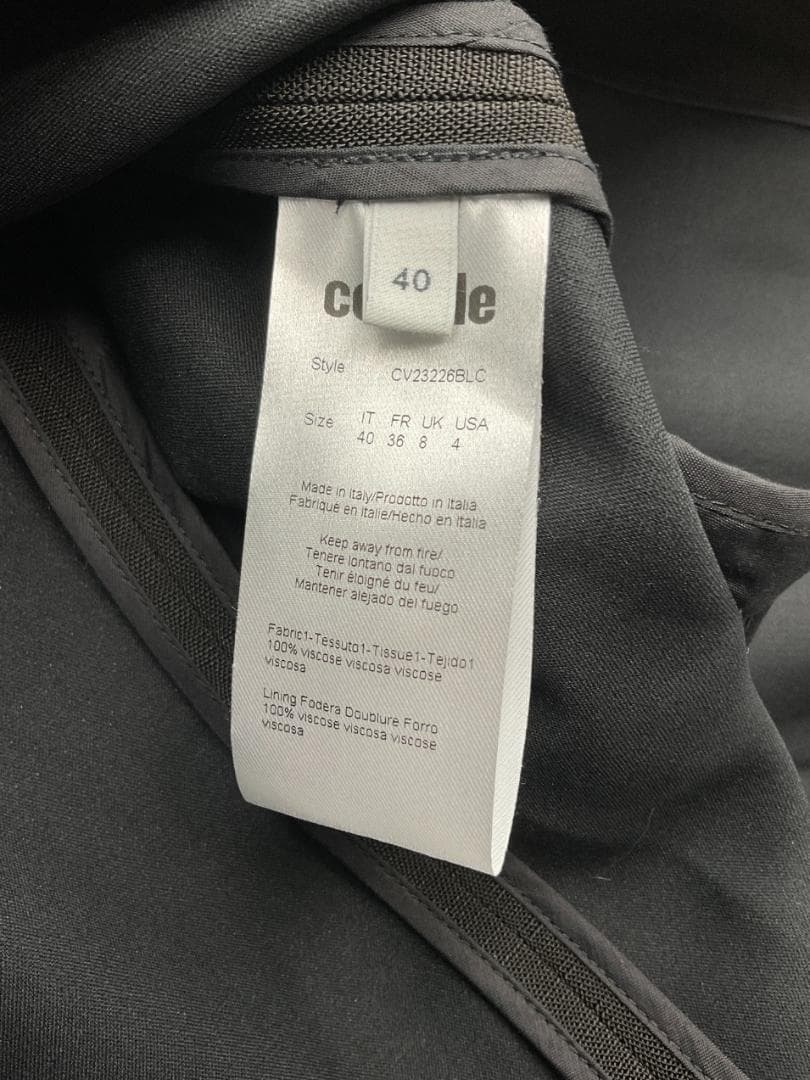 40
Style CV23226BLC
Size IT FR UK USA
40 36 8 4
Made in Italy/Prodotto in Italia
Fabriqué en Italie/Hecho en Italia
Keep away from fire/
Tenere lontano dal fuoco
Tenir éloigné du feu/
Mantener alejado del fuego
Fabric1-Tessuto1-Tissue1-Tejido1
100% viscose viscosa viscose
viscosa
Lining Fodera Doublure Forro
100% viscose viscosa viscose
viscosa